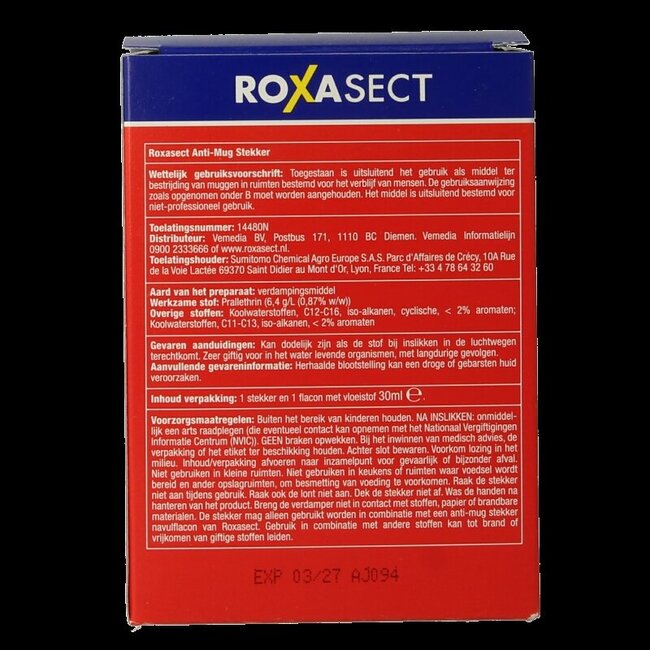 ROXASECT
Roxasect Anti-Mug Stekker
Wettelijk gebruiksvoorschrift: Toegestaan is uitsluitend het gebruik als middel ter
bestrijding van muggen in ruimten bestemd voor het verblijf van mensen. De gebruiksaanwijzing
zoals opgenomen onder B moet worden aangehouden. Het middel is uitsluitend bestemd voor
niet-professioneel gebruik.
Toelatingsnummer: 14480N
Distributeur: Vemedia BV, Postbus 171, 1110 BC Diemen. Vemedia Informatielijn
0900 2333666 of www.roxasect.nl.
Toelatingshouder: Sumitomo Chemical Agro Europe S.A.S. Parc d'Affaires de Crécy, 10A Rue
de la Voie Lactée 69370 Saint Didier au Mont d'Or, Lyon, France Tel= +33 4 78 64 32 60
Aard van het preparaat: verdampingsmiddel
Werkzame stof: Prallethrin (6,4 g/L (0,87% w/w))
Overige stoffen: Koolwaterstoffen, C12-C16, iso-alkanen, cyclische, < 2% aromaten;
Koolwaterstoffen, C11-C13, iso-alkanen, < 2% aromaten
Gevaren aanduidingen: Kan dodelijk zijn als de stof bij inslikken in de luchtwegen
terechtkomt. Zeer giftig voor in het water levende organismen, met langdurige gevolgen.
Aanvullende gevareninformatie: Herhaalde blootstelling kan een droge of gebarsten huid
veroorzaken.
Inhoud verpakking: 1 stekker en 1 flacon met vloeistof 30ml ℮.
Voorzorgsmaatregelen: Buiten het bereik van kinderen houden. NA INSLIKKEN: onmiddel-
lijk een arts raadplegen (die eventueel contact kan opnemen met het Nationaal Vergiftigingen
Informatie Centrum (NVIC)). GEEN braken opwekken. Bij het inwinnen van medisch advies, de
verpakking of het etiket ter beschikking houden. Achter slot bewaren. Voorkom lozing in het
milieu. Inhoud/verpakking afvoeren naar inzamelpunt voor gevaarlijk of bijzonder afval.
Niet gebruiken in kleine ruimten. Niet gebruiken in keukens of ruimten waar voedsel wordt
bereid en ander opslagruimten, om besmetting van voeding te voorkomen. Raak de stekker
niet aan tijdens gebruik. Raak ook de lont niet aan. Dek de stekker niet af. Was de handen na
hanteren van het product. Breng de verdamper niet in contact met stoffen, papier of brandbare
materialen. De stekker mag alleen gebruikt worden in combinatie met een anti-mug stekker
navulflacon van Roxasect. Gebruik in combinatie met andere stoffen kan tot brand of
vrijkomen van giftige stoffen leiden.
EXP 03/27 AJ094